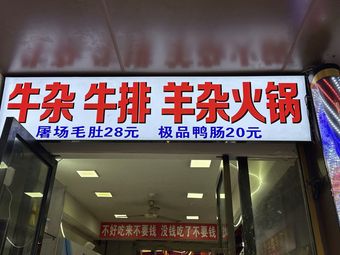 牛杂 牛排 羊杂火锅
屠场毛肚28元 极品鸭肠20元
不好吃来不要钱 没钱吃了不要钱